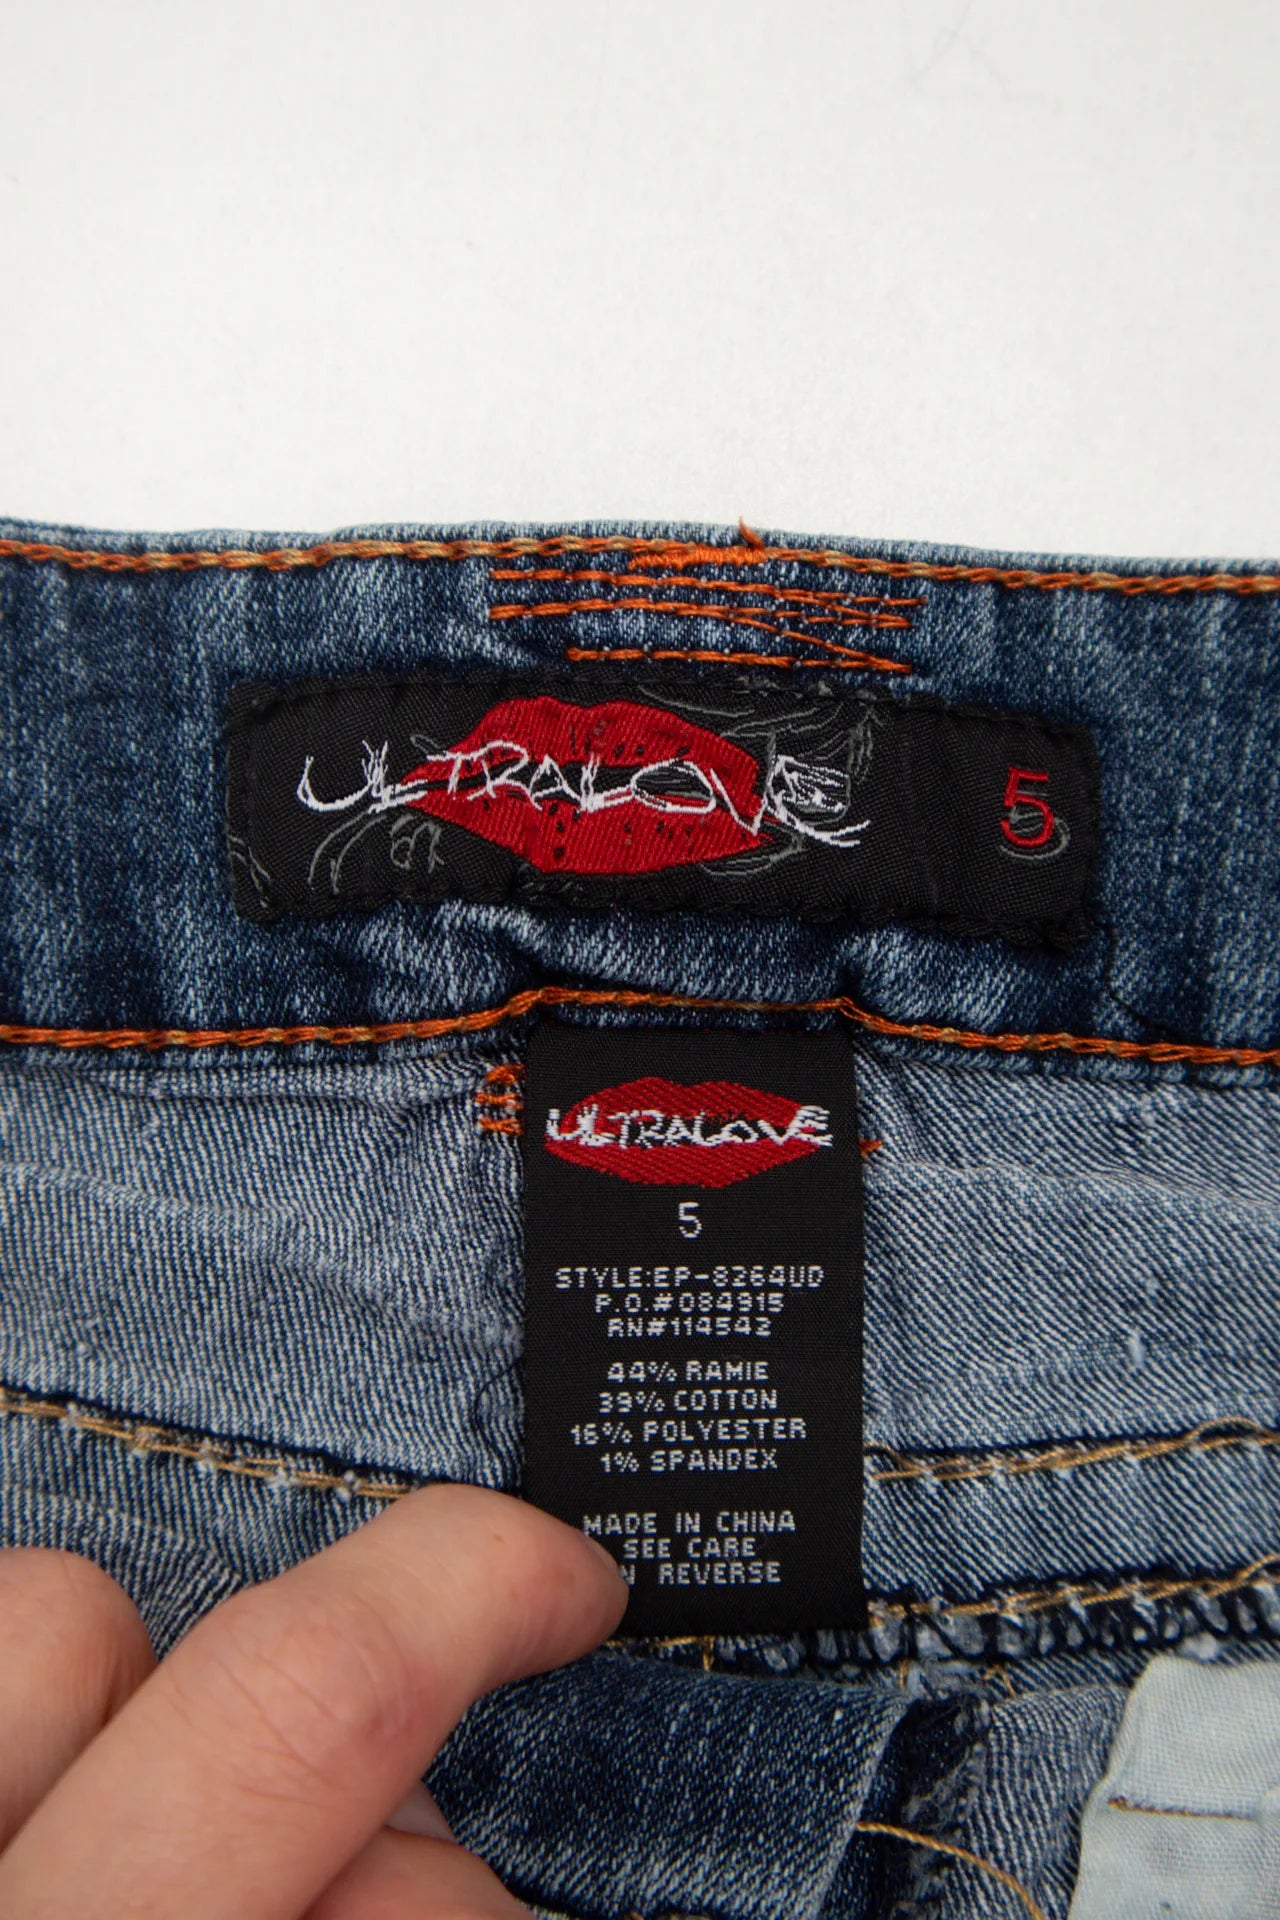 ULTRALOVE 5
ULTRALOVE
5
STYLE:EP-8264UD
P.O.#084915
RN#114542
44% RAMIE
39% COTTON
16% POLYESTER
1% SPANDEX
MADE IN CHINA
SEE CARE
REVERSE